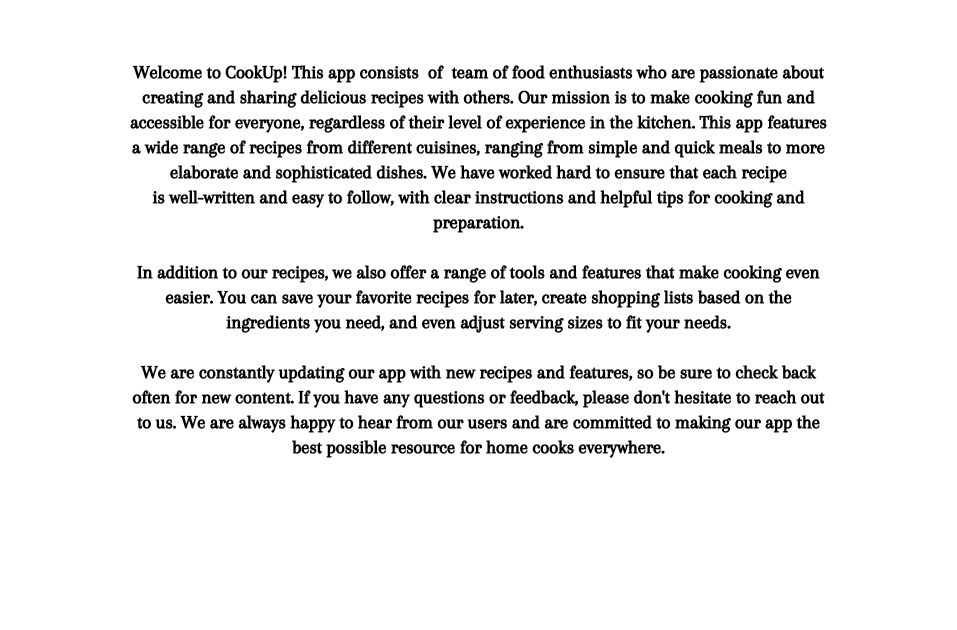 Welcome to CookUp! This app consists  of  team of food enthusiasts who are passionate about
creating and sharing delicious recipes with others. Our mission is to make cooking fun and
accessible for everyone, regardless of their level of experience in the kitchen. This app features
a wide range of recipes from different cuisines, ranging from simple and quick meals to more
elaborate and sophisticated dishes. We have worked hard to ensure that each recipe
is well-written and easy to follow, with clear instructions and helpful tips for cooking and
preparation.
In addition to our recipes, we also offer a range of tools and features that make cooking even
easier. You can save your favorite recipes for later, create shopping lists based on the
ingredients you need, and even adjust serving sizes to fit your needs.
We are constantly updating our app with new recipes and features, so be sure to check back
often for new content. If you have any questions or feedback, please don't hesitate to reach out
to us. We are always happy to hear from our users and are committed to making our app the
best possible resource for home cooks everywhere.